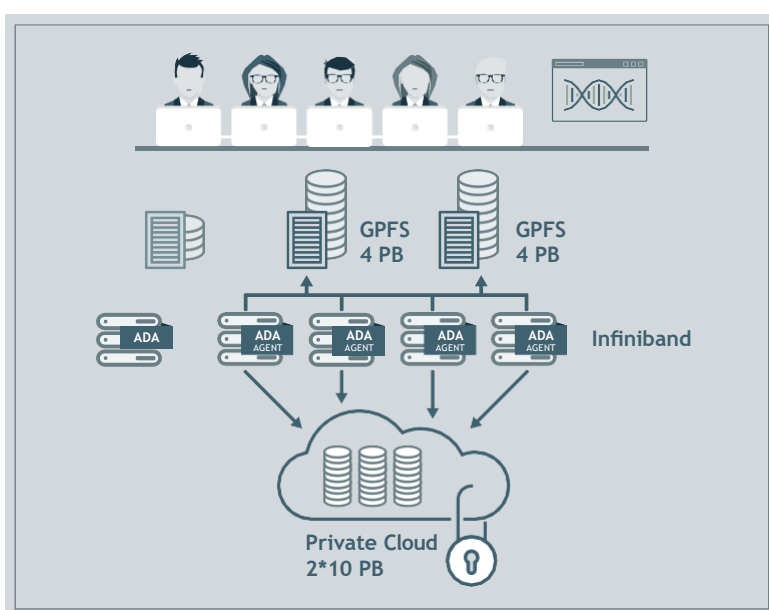 GPFS
4 PB
GPFS
4 PB
ADA
ADA
AGENT
ADA
AGENT
ADA
AGENT
ADA
AGENT
Infiniband
Private Cloud
2*10 PB